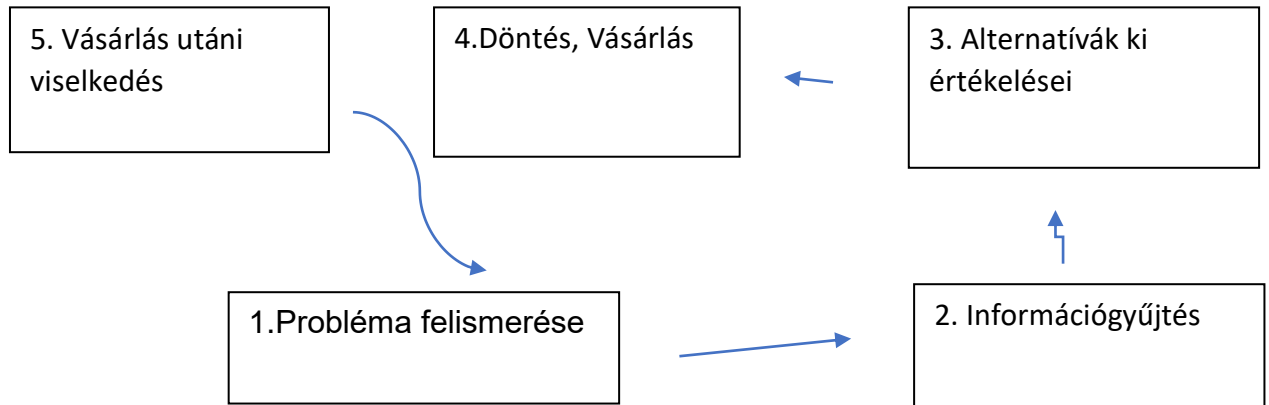 5. Vásárlás utáni
viselkedés
4.Döntés, Vásárlás
3. Alternatívák ki
értékelései
1.Probléma felismerése
2. Információgyűjtés